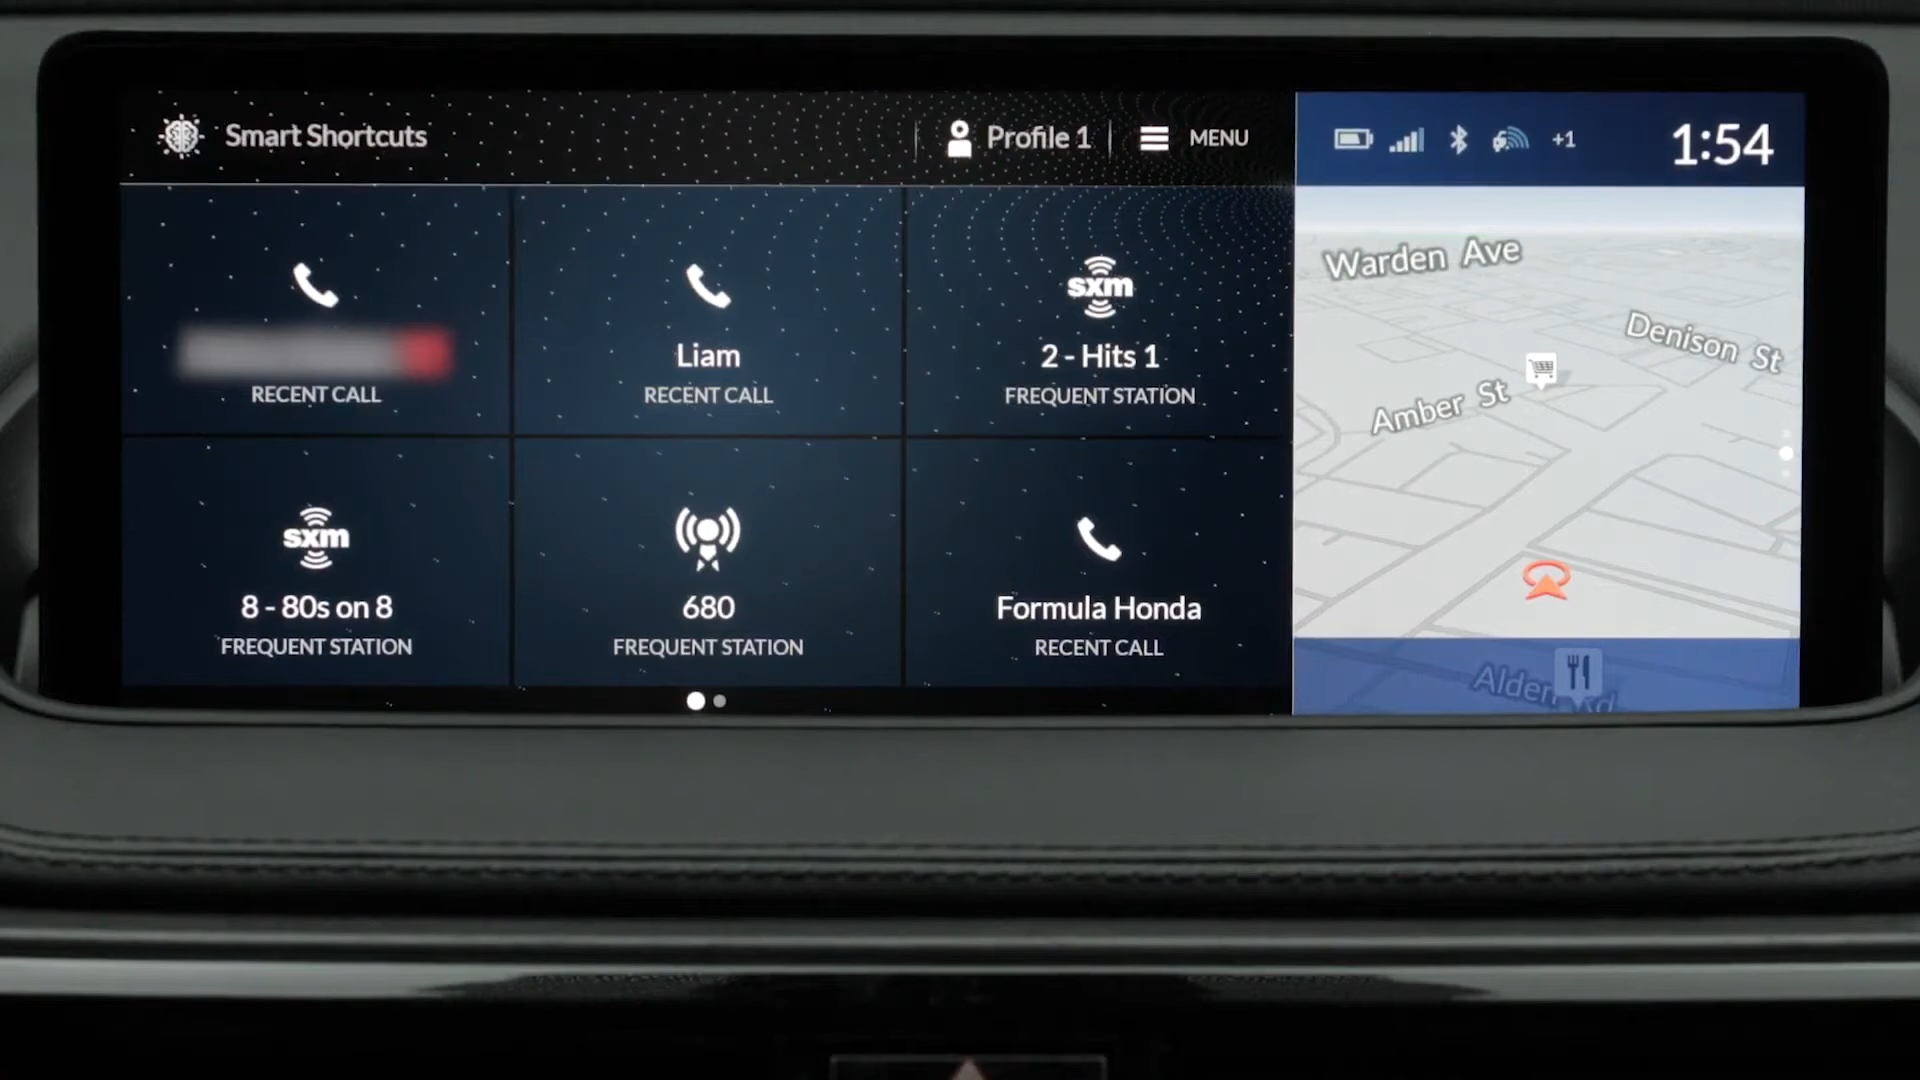 Smart Shortcuts
Profile 1
MENU
+1
1:54
RECENT CALL
Liam
RECENT CALL
sxm
2 - Hits 1
FREQUENT STATION
sxm
8 - 80s on 8
FREQUENT STATION
680
FREQUENT STATION
Formula Honda
RECENT CALL
Warden Ave
Denison St
Amber St
Alden Rd